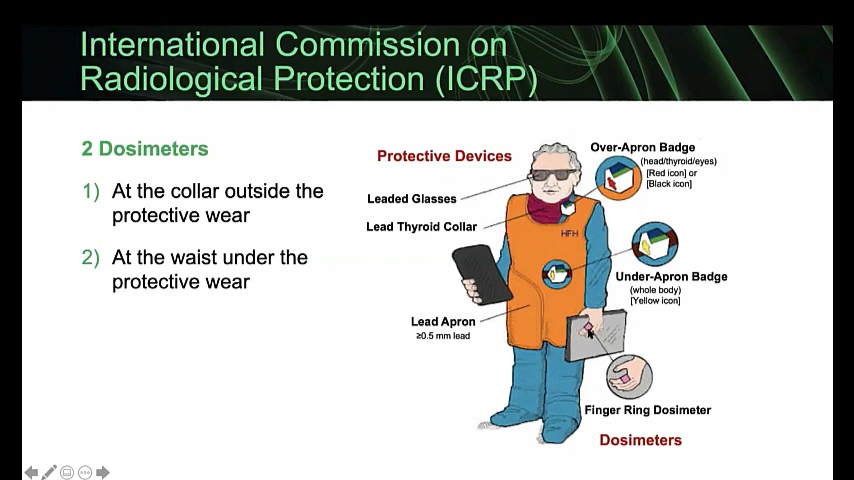 International Commission on
Radiological Protection (ICRP)
2 Dosimeters
1) At the collar outside the
protective wear
2) At the waist under the
protective wear
Protective Devices
Leaded Glasses
Lead Thyroid Collar
Lead Apron
≥0.5 mm lead
HFH
Over-Apron Badge
(head/thyroid/eyes)
[Red icon] or
[Black icon]
Under-Apron Badge
(whole body)
[Yellow icon]
Finger Ring Dosimeter
Dosimeters